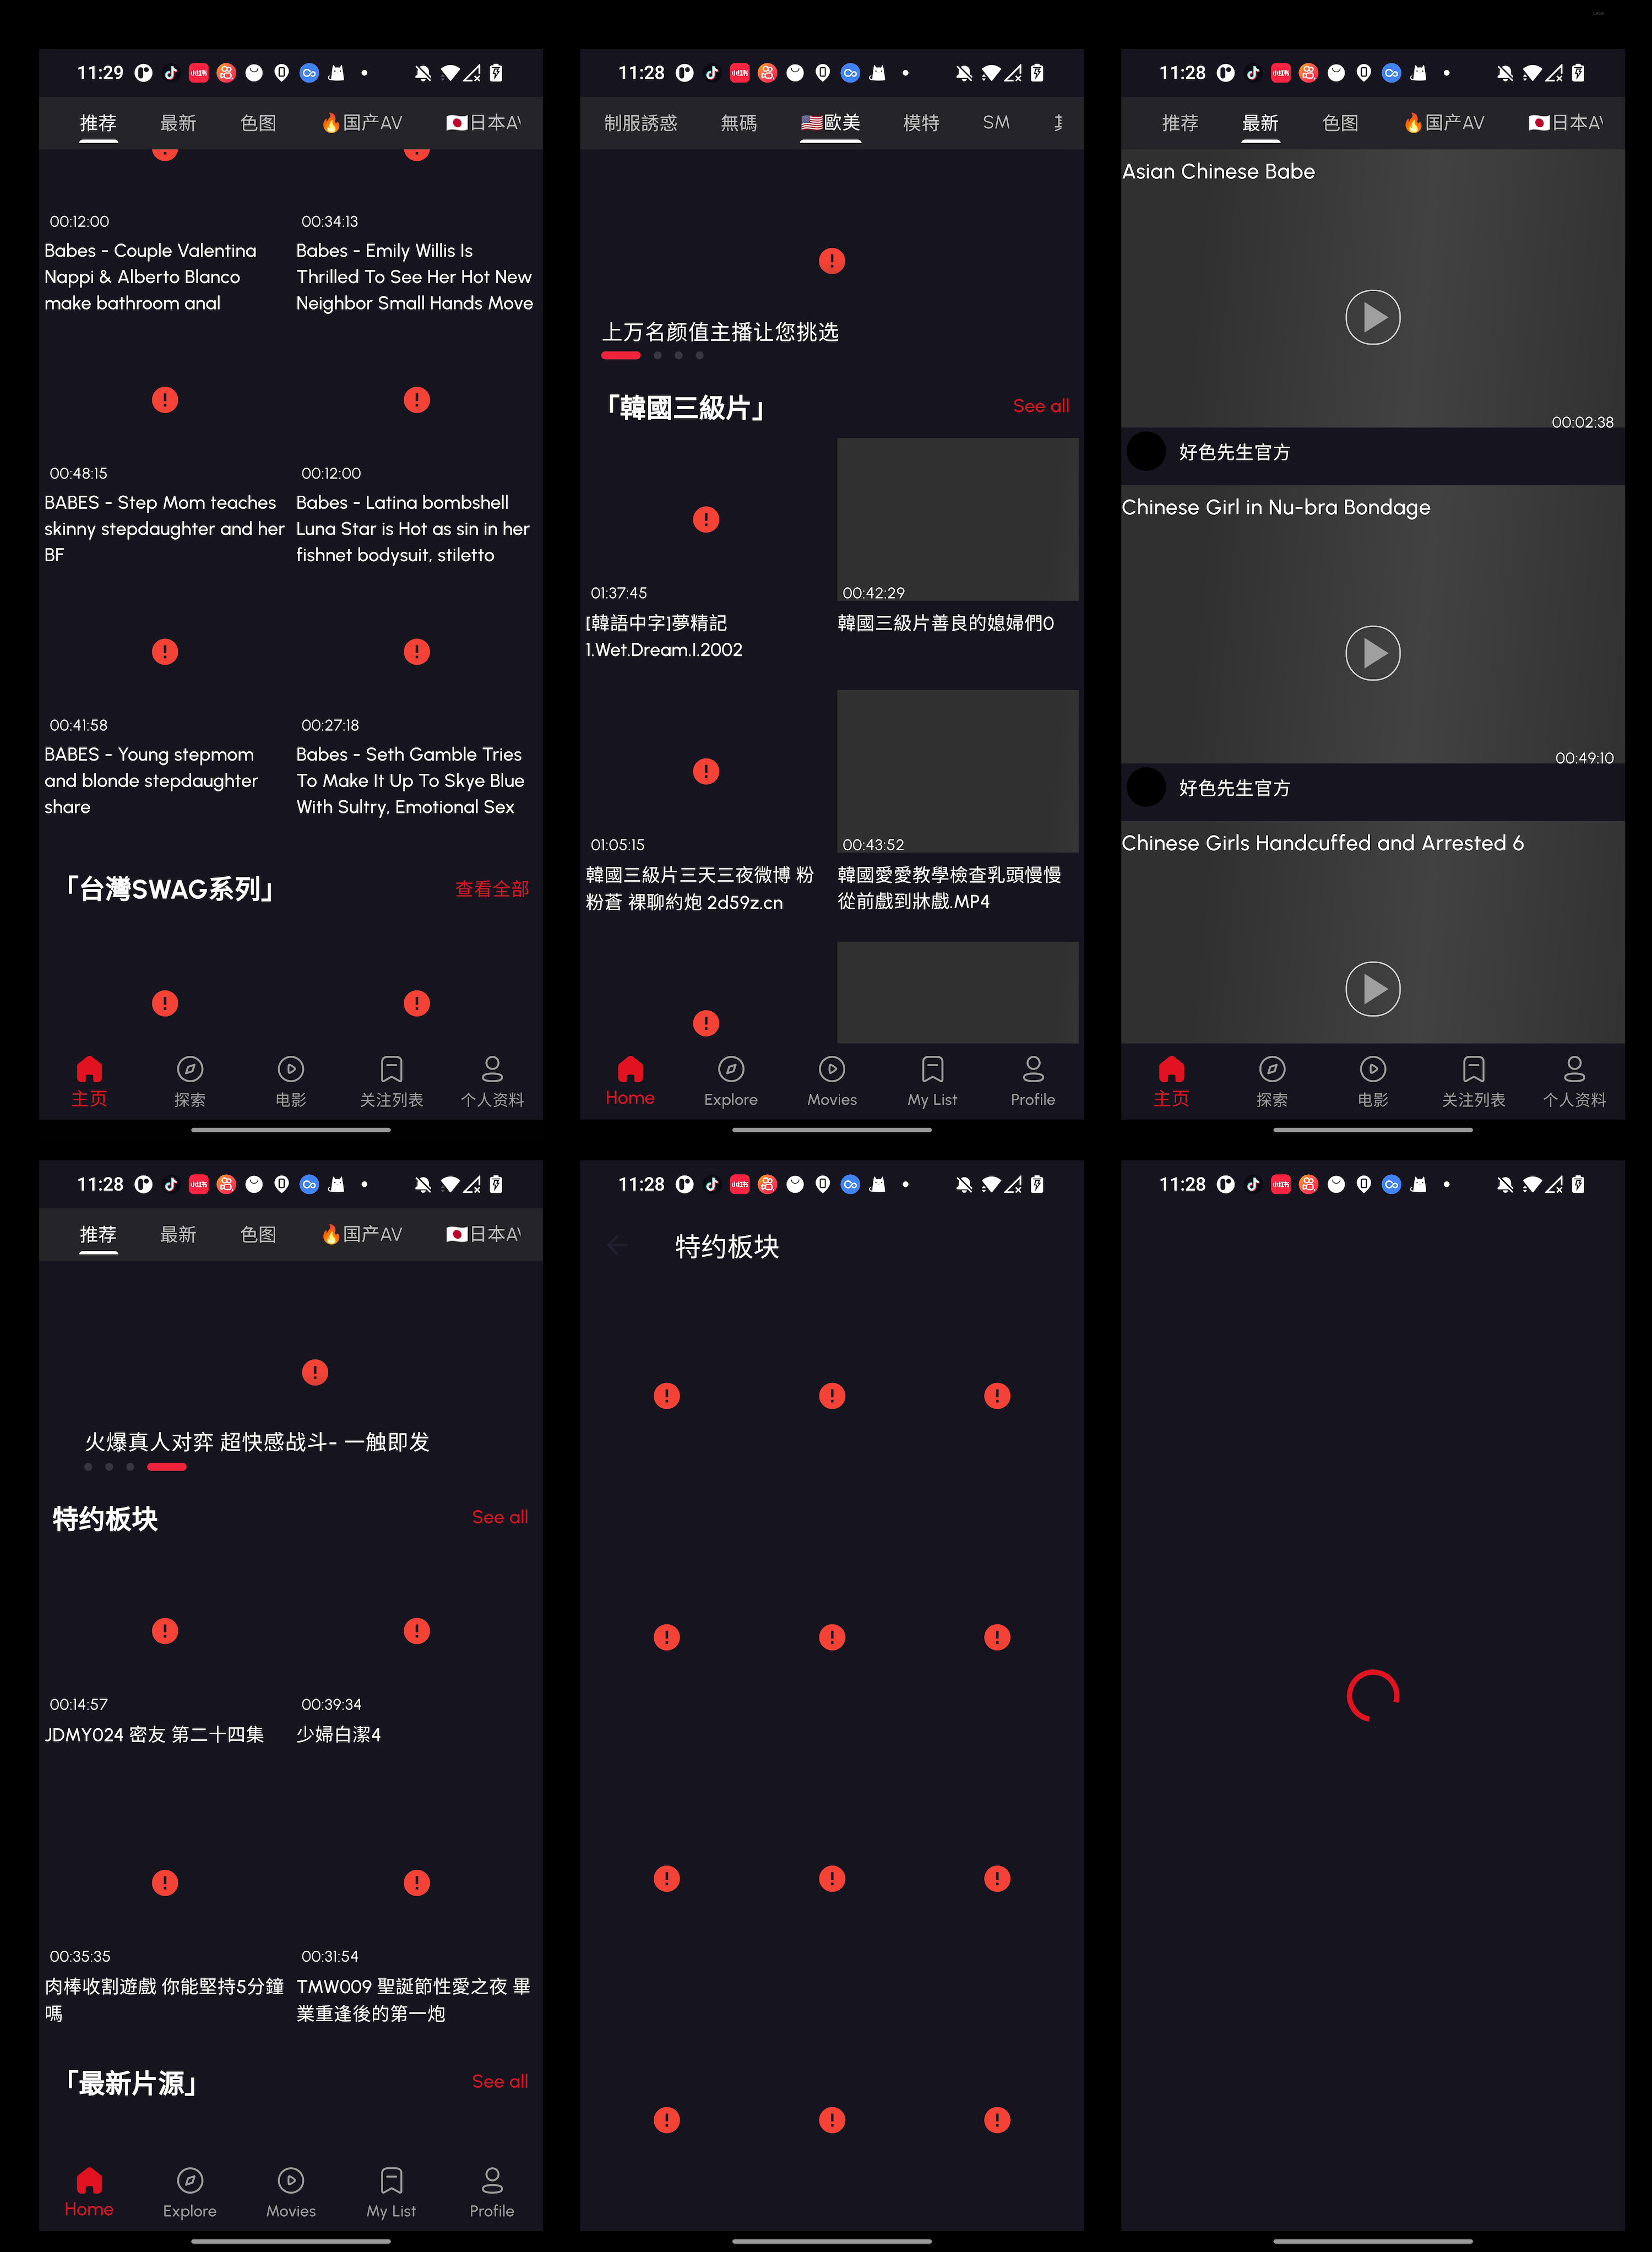 11:29
推荐 最新 色图 🔥国产AV 🇯🇵日本AV
00:12:00 00:34:13
Babes - Couple Valentina
Nappi & Alberto Blanco
make bathroom anal
Babes - Emily Willis Is
Thrilled To See Her Hot New
Neighbor Small Hands Move
00:48:15 00:12:00
BABES - Step Mom teaches
skinny stepdaughter and her
BF
Babes - Latina bombshell
Luna Star is Hot as sin in her
fishnet bodysuit, stiletto
00:41:58 00:27:18
BABES - Young stepmom
and blonde stepdaughter
share
Babes - Seth Gamble Tries
To Make It Up To Skye Blue
With Sultry, Emotional Sex
「台灣SWAG系列」 查看全部
主页 探索 电影 关注列表 个人资料
11:28
制服誘惑 無碼 🇺🇸歐美 模特 SM
上万名颜值主播让您挑选
「韓國三級片」 See all
01:37:45 00:42:29
[韓語中字]夢精記
1.Wet.Dream.I.2002
韓國三級片善良的媳婦們0
01:05:15 00:43:52
韓國三級片三天三夜微博 粉
粉蒼 裸聊約炮 2d59z.cn
韓國愛愛教學檢查乳頭慢慢
從前戲到牀戲.MP4
Home Explore Movies My List Profile
11:28
推荐 最新 色图 🔥国产AV 🇯🇵日本AV
Asian Chinese Babe
00:02:38
好色先生官方
Chinese Girl in Nu-bra Bondage
00:49:10
好色先生官方
Chinese Girls Handcuffed and Arrested 6
主页 探索 电影 关注列表 个人资料
11:28
推荐 最新 色图 🔥国产AV 🇯🇵日本AV
火爆真人对弈 超快感战斗- 一触即发
特约板块 See all
00:14:57 00:39:34
JDMY024 密友 第二十四集
少婦白潔4
00:35:35 00:31:54
肉棒收割遊戲 你能堅持5分鐘
嗎
TMW009 聖誕節性愛之夜 畢
業重逢後的第一炮
「最新片源」 See all
Home Explore Movies My List Profile
11:28
特约板块
11:28